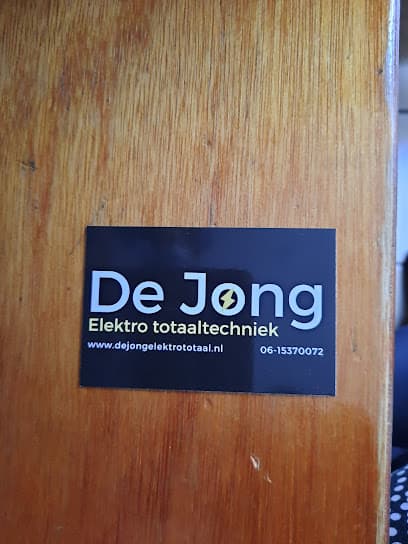 De Jong
Elektro totaaltechniek
www.dejongelektrototaal.nl 06-15370072